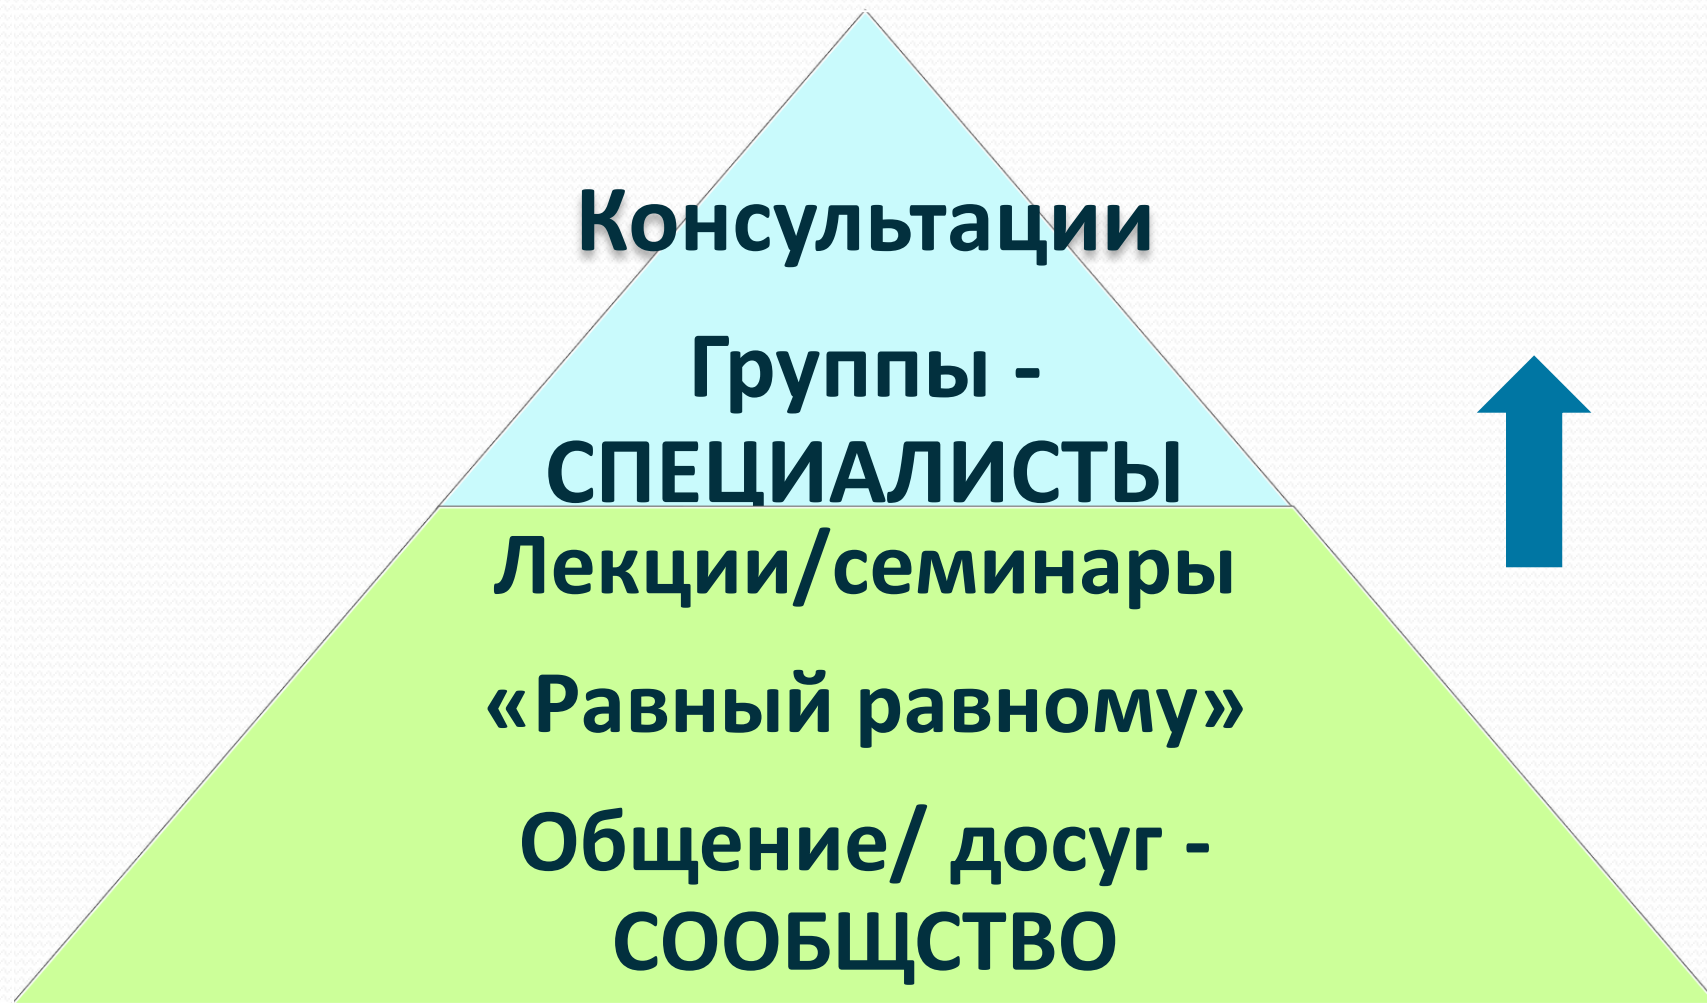 Консультации
Группы -
СПЕЦИАЛИСТЫ
Лекции/семинары
«Равный равному»
Общение/ досуг -
СООБЩСТВО